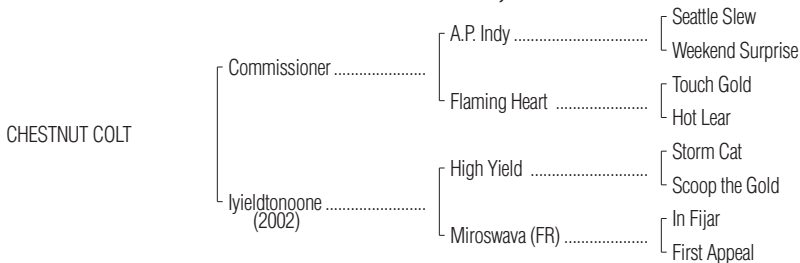 Seattle Slew
A.P. Indy ................................
Weekend Surprise
Commissioner ......................
Touch Gold
Flaming Heart ......................
Hot Lear
CHESTNUT COLT
Storm Cat
High Yield ............................
Scoop the Gold
Iyieldtonoone ........................
(2002)
In Fijar
Miroswava (FR) ....................
First Appeal